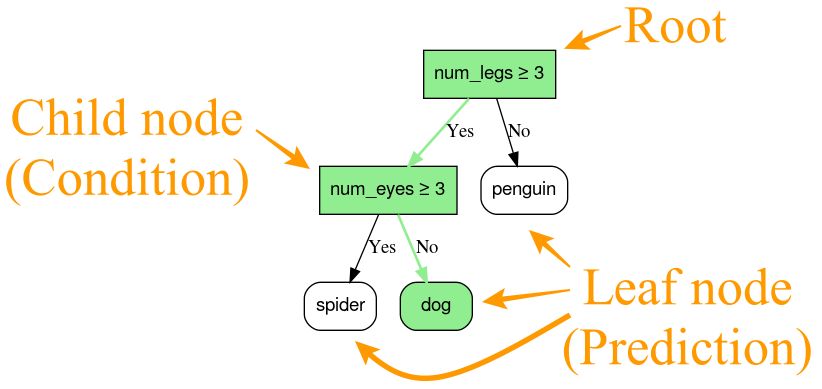 Root
num_legs ≥ 3
Child node
(Condition)
Yes
No
num_eyes ≥ 3
penguin
Yes
No
spider
dog
Leaf node
(Prediction)